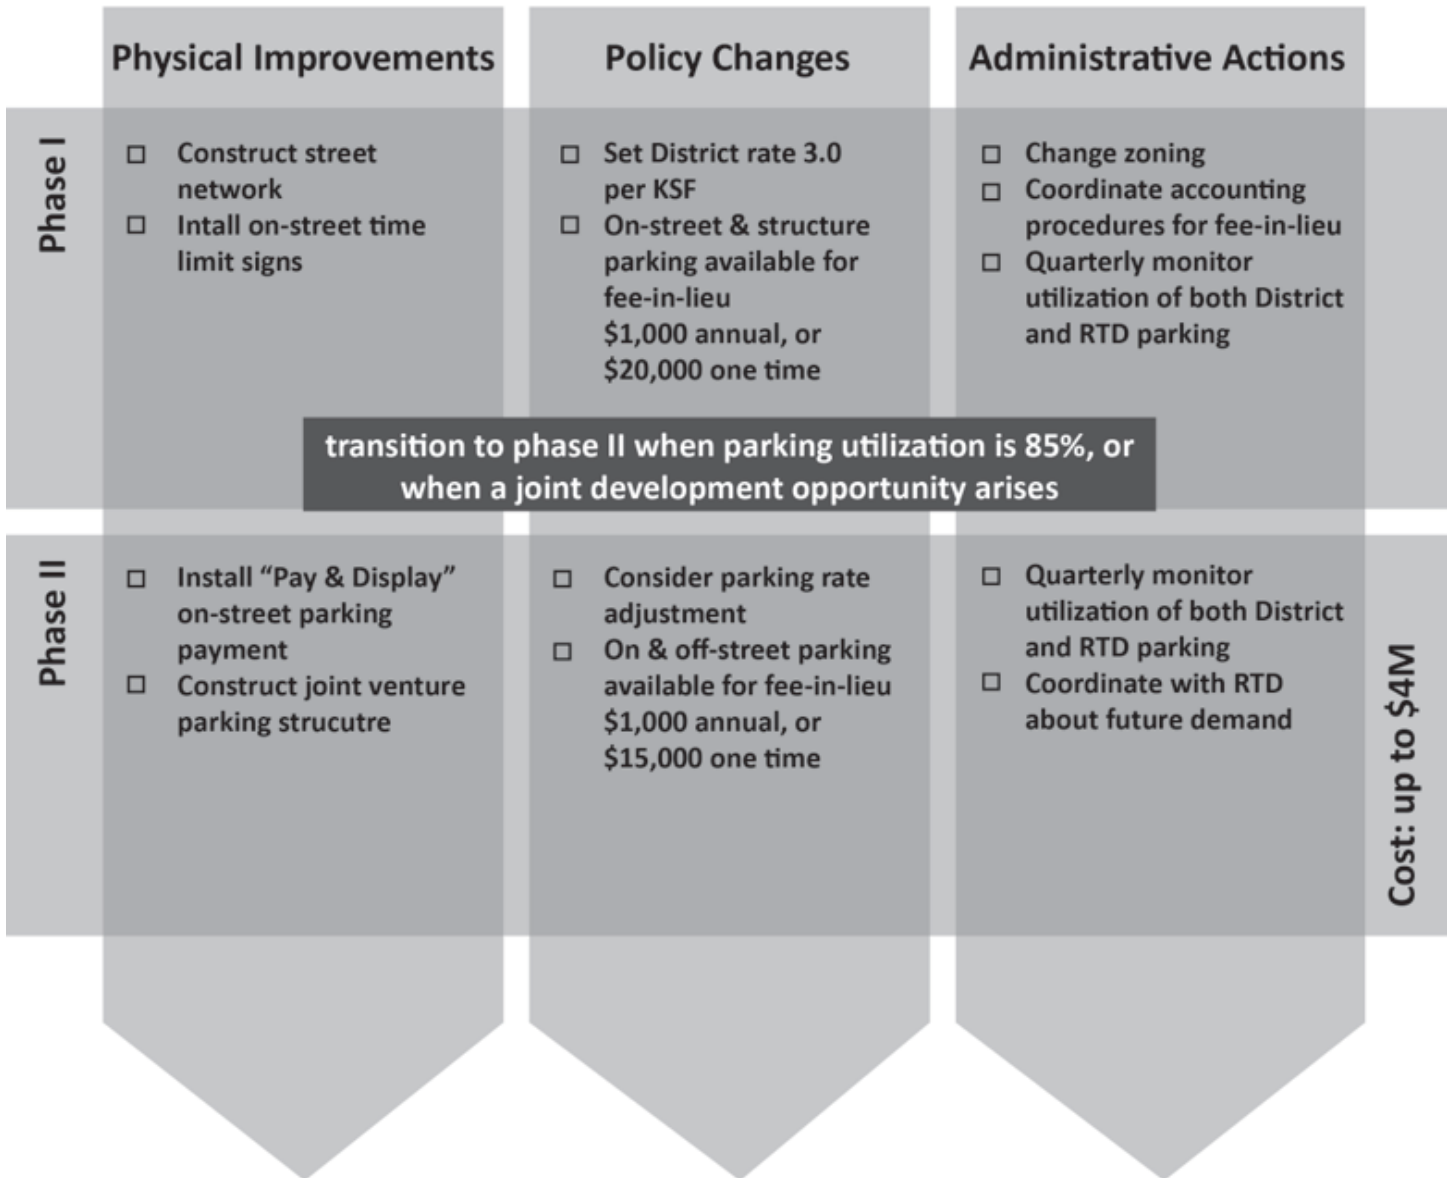 Physical Improvements
Policy Changes
Administrative Actions
Phase I
☐ Construct street
network
☐ Intall on-street time
limit signs
☐ Set District rate 3.0
per KSF
☐ On-street & structure
parking available for
fee-in-lieu
$1,000 annual, or
$20,000 one time
☐ Change zoning
☐ Coordinate accounting
procedures for fee-in-lieu
☐ Quarterly monitor
utilization of both District
and RTD parking
transition to phase II when parking utilization is 85%, or
when a joint development opportunity arises
Phase II
☐ Install “Pay & Display”
on-street parking
payment
☐ Construct joint venture
parking strucutre
☐ Consider parking rate
adjustment
☐ On & off-street parking
available for fee-in-lieu
$1,000 annual, or
$15,000 one time
☐ Quarterly monitor
utilization of both District
and RTD parking
☐ Coordinate with RTD
about future demand
Cost: up to $4M